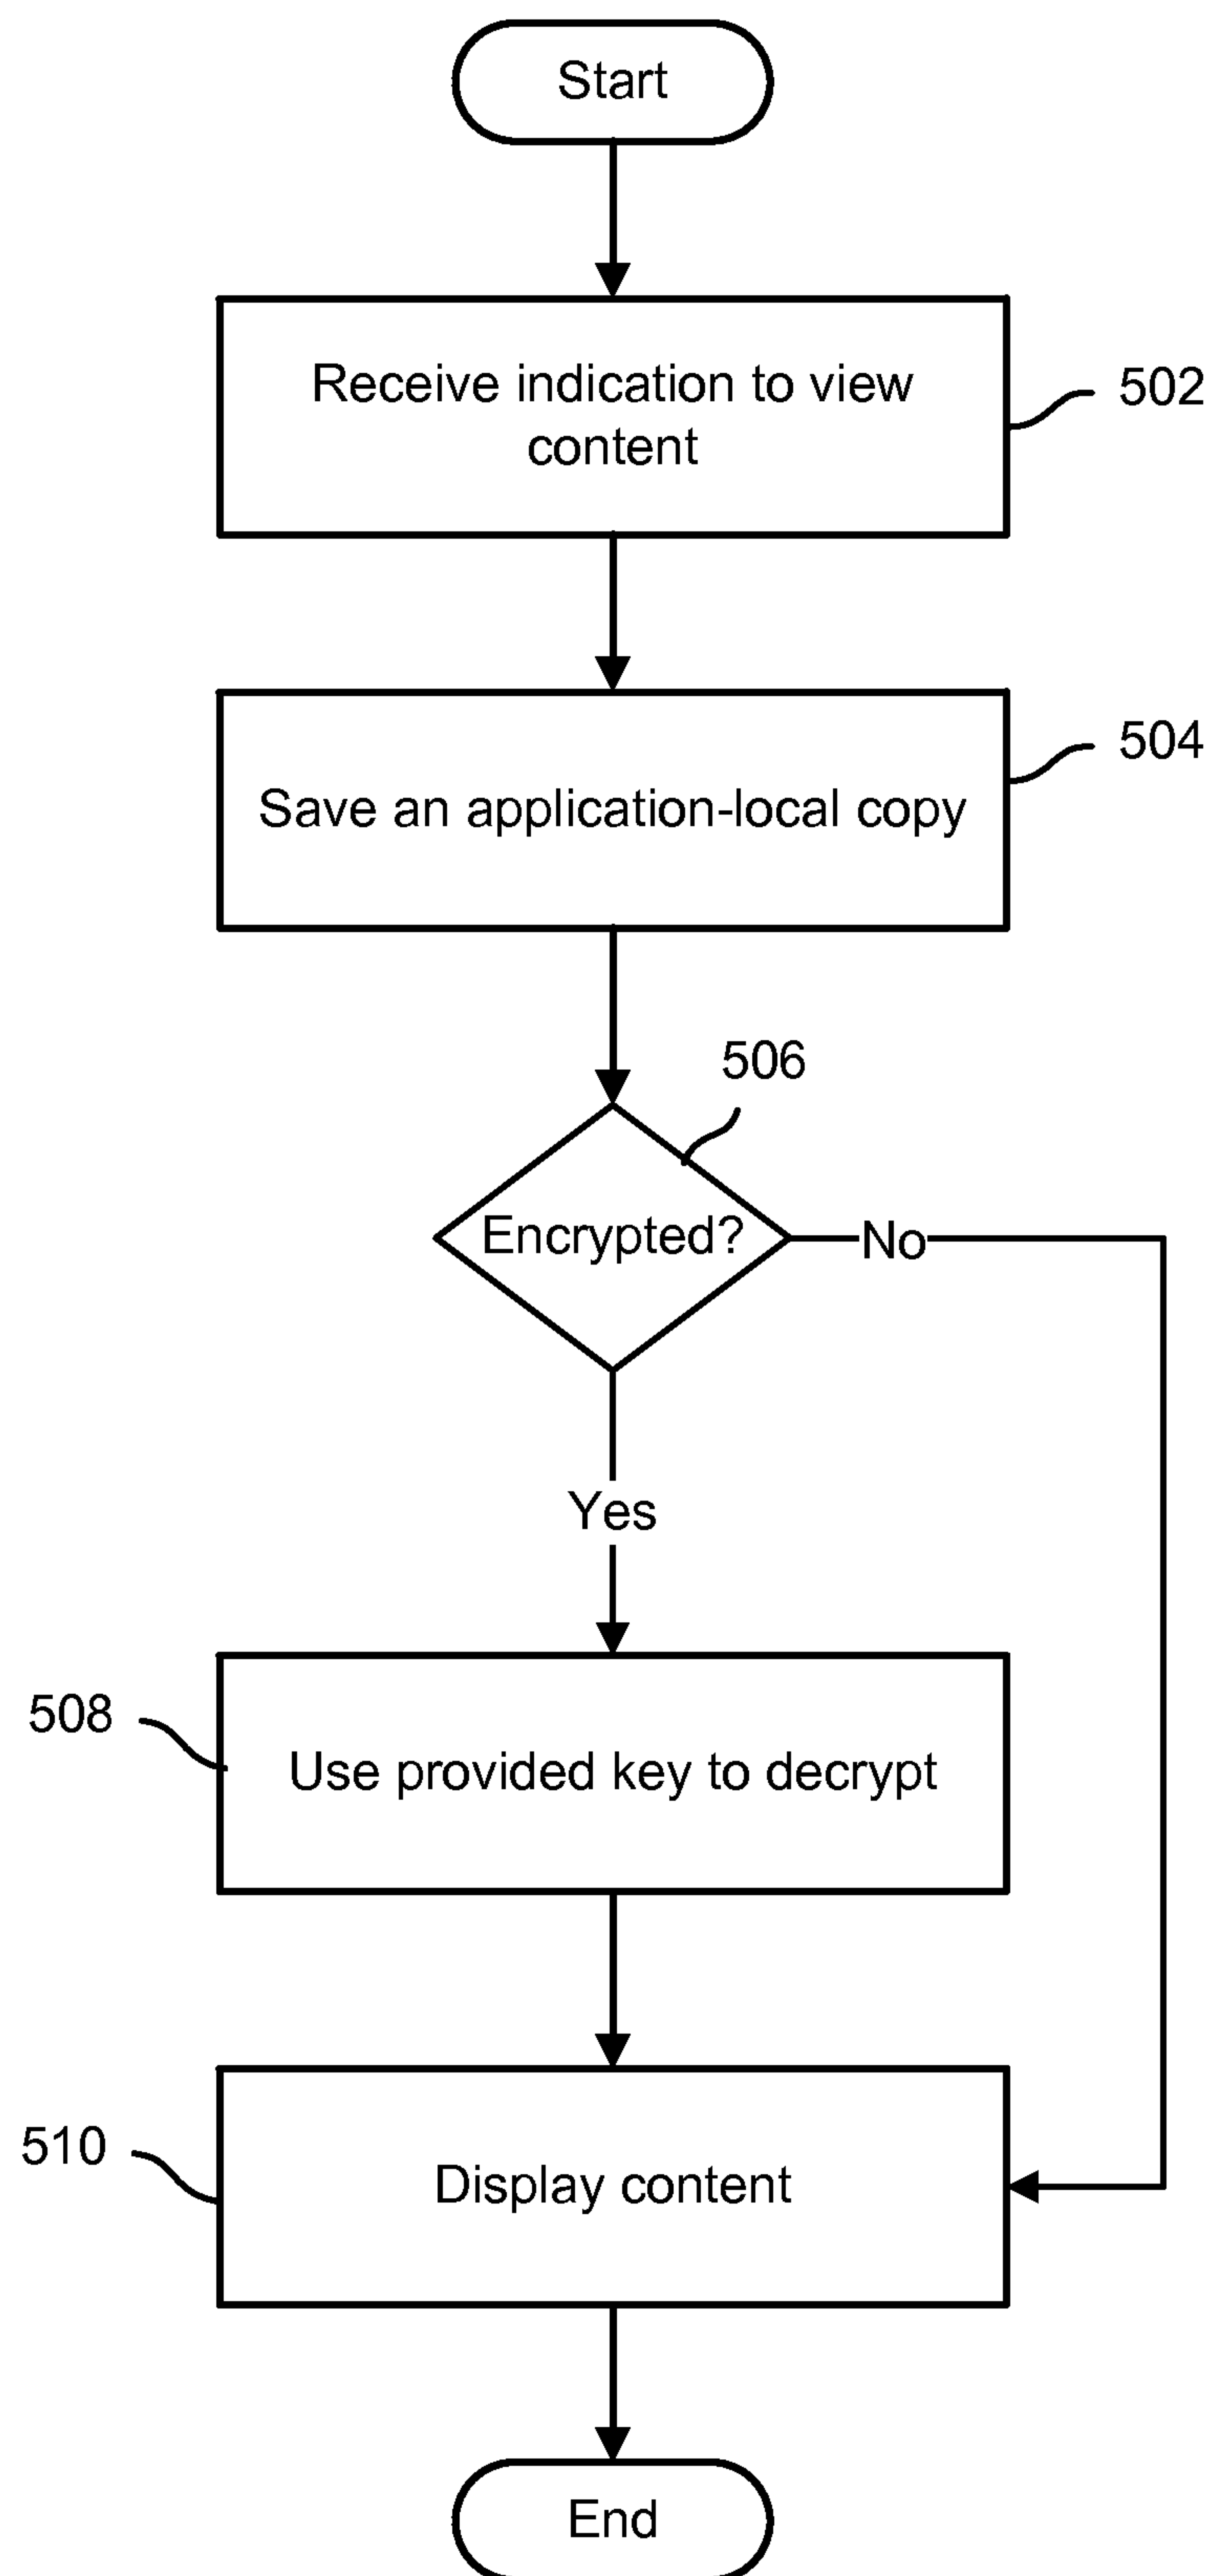 Start
Receive indication to view
content
502
Save an application-local copy
504
506
Encrypted?
No
Yes
508
Use provided key to decrypt
510
Display content
End